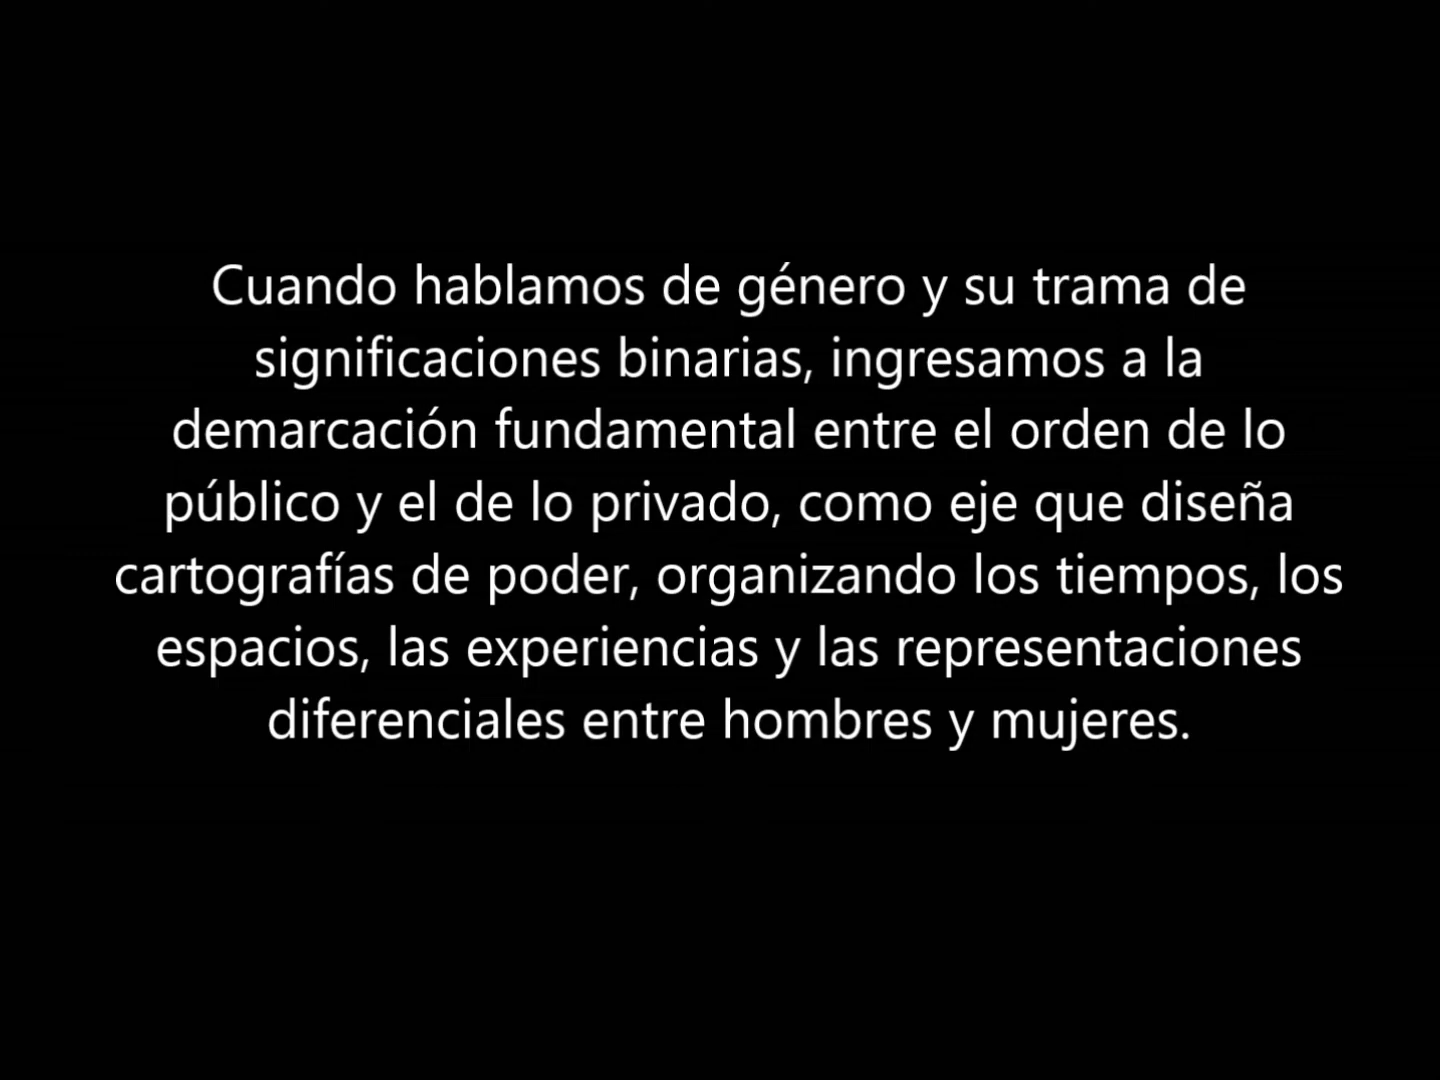 Cuando hablamos de género y su trama de
significaciones binarias, ingresamos a la
demarcación fundamental entre el orden de lo
público y el de lo privado, como eje que diseña
cartografías de poder, organizando los tiempos, los
espacios, las experiencias y las representaciones
diferenciales entre hombres y mujeres.